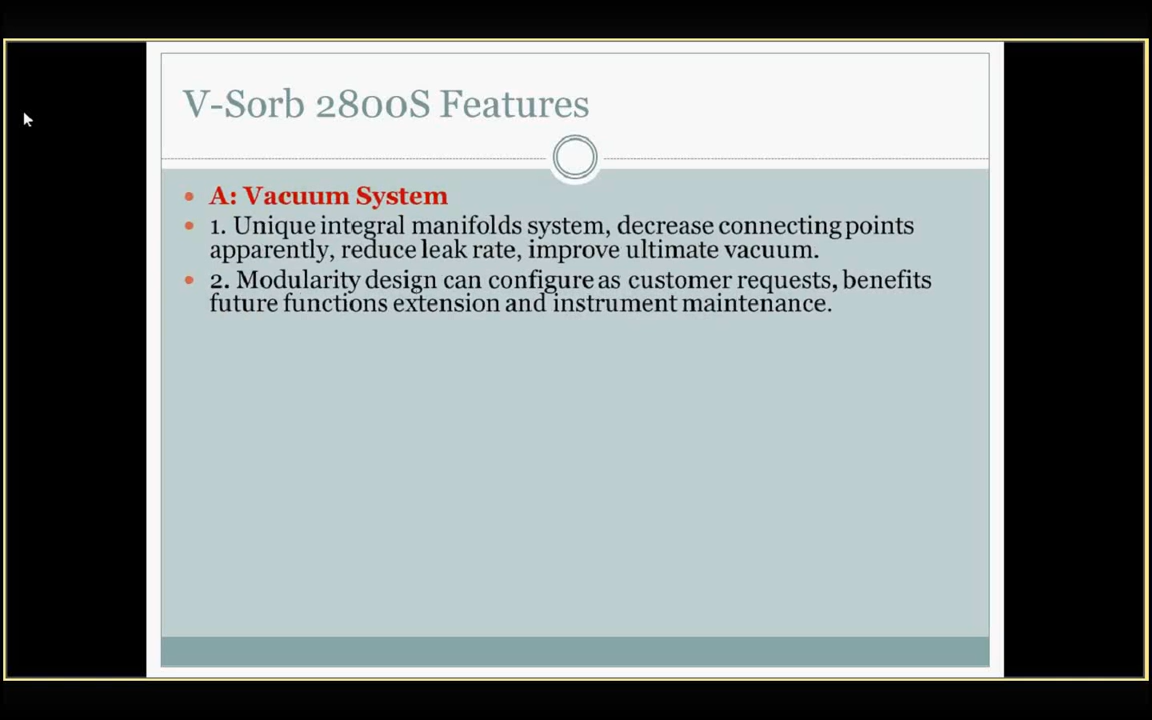 V-Sorb 2800S Features
A: Vacuum System
1. Unique integral manifolds system, decrease connecting points
apparently, reduce leak rate, improve ultimate vacuum.
2. Modularity design can configure as customer requests, benefits
future functions extension and instrument maintenance.